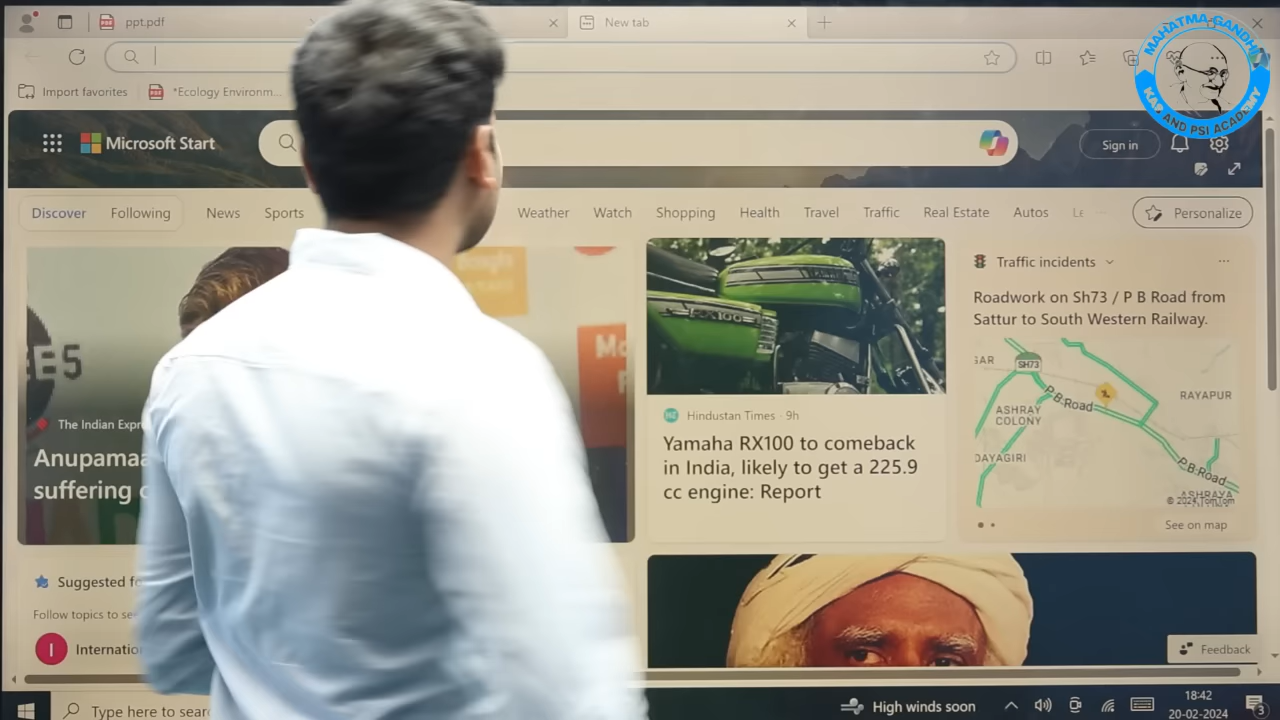 ppt.pdf
New tab
Import favorites
*Ecology Environm...
MAHATMA GANDHI
KAS AND PSI ACADEMY
Microsoft Start
Sign in
Discover
Following
News
Sports
Weather
Watch
Shopping
Health
Travel
Traffic
Real Estate
Autos
Personalize
RX100
Hindustan Times · 9h
Yamaha RX100 to comeback
in India, likely to get a 225.9
cc engine: Report
Traffic incidents
Roadwork on Sh73 / P B Road from
Sattur to South Western Railway.
SH73
P.B.Road
RAYAPUR
ASHRAY
COLONY
DAYAGIRI
P.B.Road
© 2024 TomTom
See on map
The Indian
Anupamaa
suffering
Suggested
Follow topics to
I
Feedback
Type here to
High winds soon
18:42
20-02-2024
3